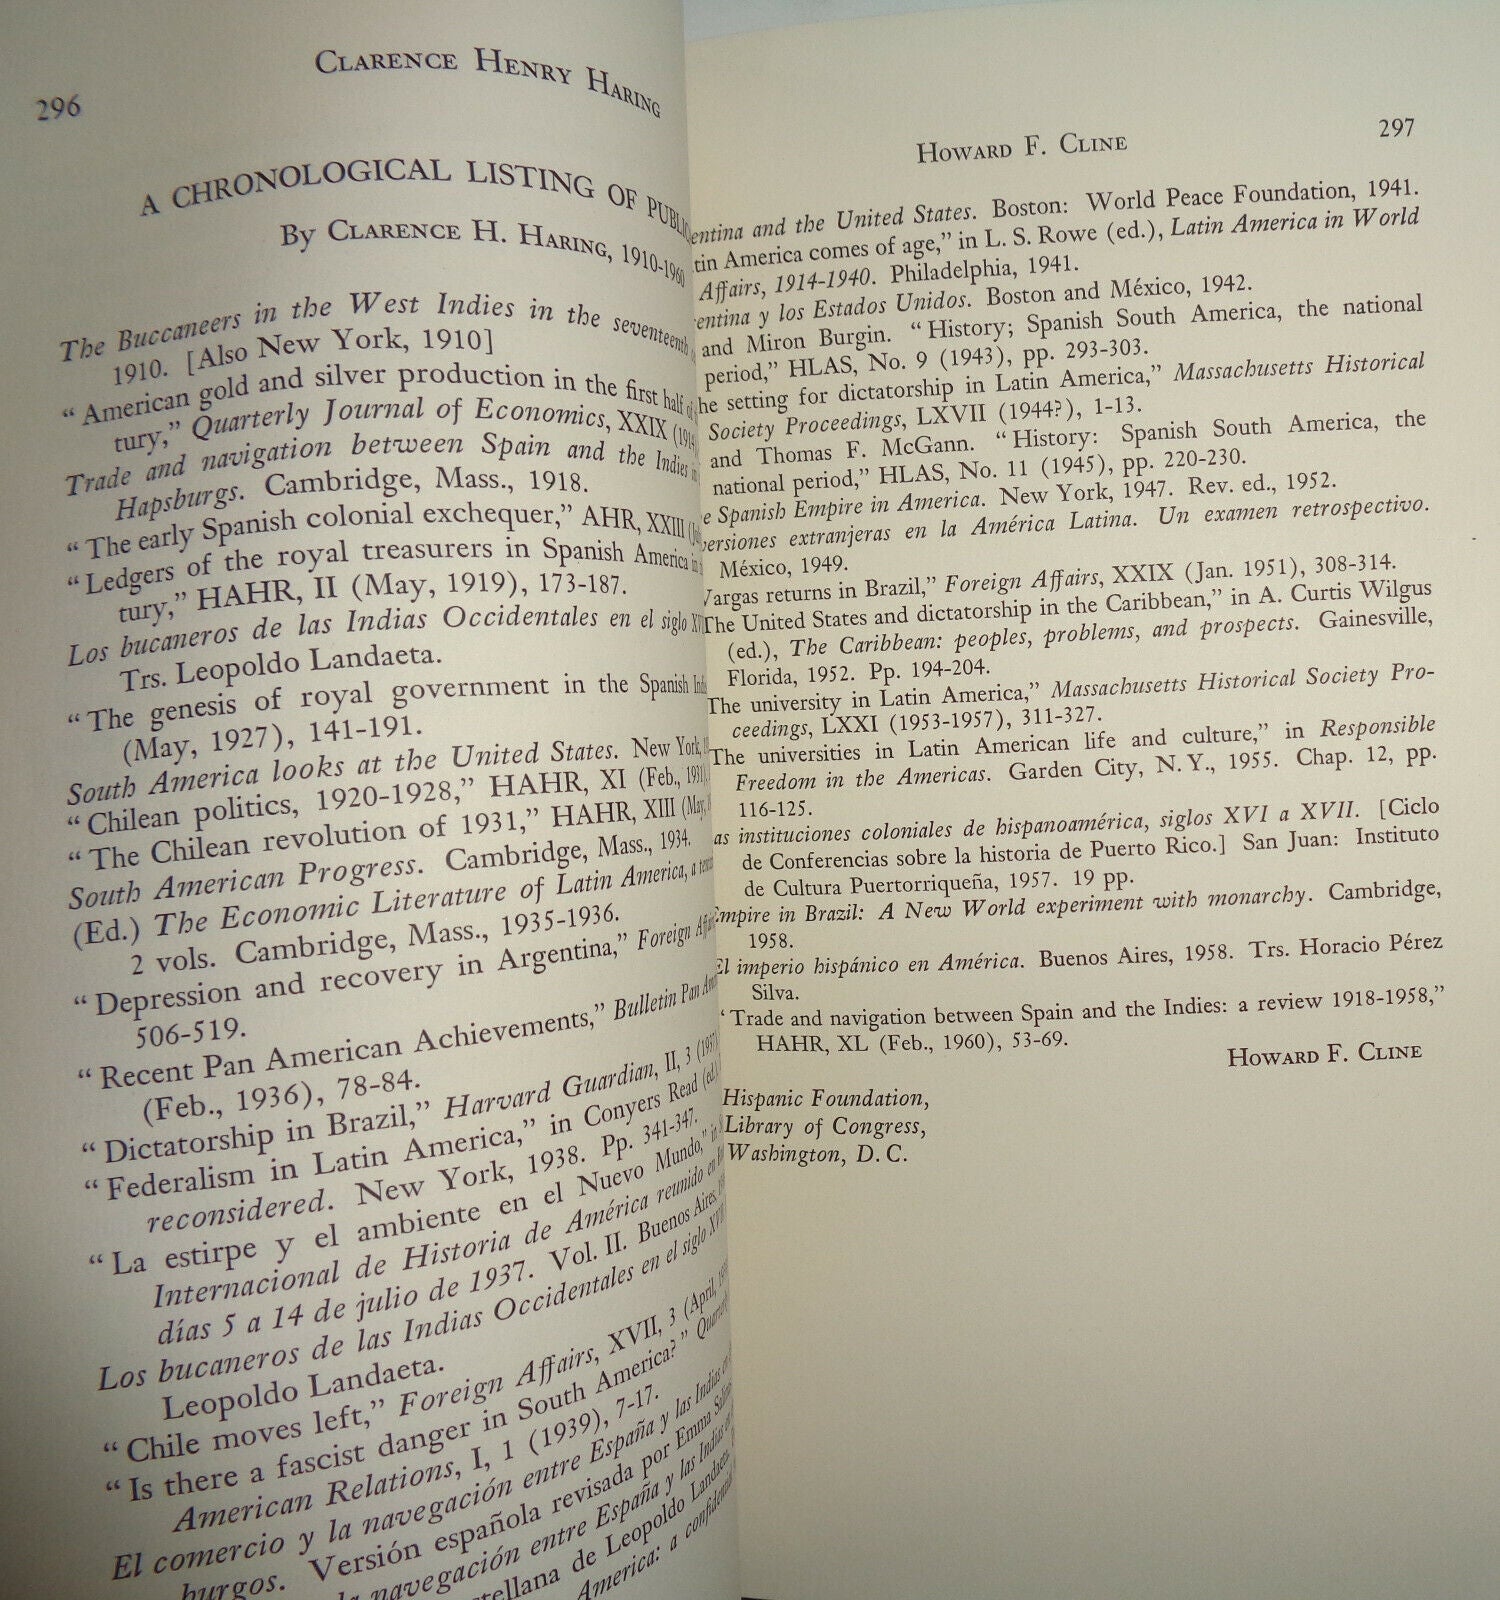 296
CLARENCE HENRY HARING
A CHRONOLOGICAL LISTING OF
By CLARENCE H. HARING, 1910-1960
The Buccaneers in the West Indies in the seventeenth
1910. [Also New York, 1910]
“American gold and silver production in the first half of
tury,” Quarterly Journal of Economics, XXIX
Trade and navigation between Spain and the Indies in
Hapsburgs. Cambridge, Mass., 1918.
“The early Spanish colonial exchequer,” AHR, XXIII
“Ledgers of the royal treasurers in Spanish America in
tury,” HAHR, II (May, 1919), 173-187.
Los bucaneros de las Indias Occidentales en el siglo
Trs. Leopoldo Landaeta.
“The genesis of royal government in the Spanish
(May, 1927), 141-191.
South America looks at the United States. New York,
“Chilean politics, 1920-1928,” HAHR, XI (Feb., 1931),
“The Chilean revolution of 1931,” HAHR, XIII (May,
South American Progress. Cambridge, Mass., 1934.
(Ed.) The Economic Literature of Latin America, a
2 vols. Cambridge, Mass., 1935-1936.
“Depression and recovery in Argentina,” Foreign
506-519.
“Recent Pan American Achievements,” Bulletin Pan
(Feb., 1936), 78-84.
“Dictatorship in Brazil,” Harvard Guardian, II, 3
“Federalism in Latin America,” in Conyers Read (ed.)
reconsidered. New York, 1938. Pp. 341-347.
“La estirpe y el ambiente en el Nuevo Mundo,” in
Internacional de Historia de América reunido en
días 5 a 14 de julio de 1937. Vol. II. Buenos Aires,
Los bucaneros de las Indias Occidentales en el siglo
Leopoldo Landaeta.
“Chile moves left,” Foreign Affairs, XVII, 3 (April,
“Is there a fascist danger in South America?”
American Relations, I, 1 (1939), 7-17.
El comercio y la navegación entre España y las Indias
burgos. Versión española revisada por Emma
la navegación entre España y las Indias
de Leopoldo Landaeta.
America: a confidential
HOWARD F. CLINE
297
entina and the United States. Boston: World Peace Foundation, 1941.
tin America comes of age,” in L. S. Rowe (ed.), Latin America in World
Affairs, 1914-1940. Philadelphia, 1941.
entina y los Estados Unidos. Boston and México, 1942.
and Miron Burgin. “History; Spanish South America, the national
period,” HLAS, No. 9 (1943), pp. 293-303.
he setting for dictatorship in Latin America,” Massachusetts Historical
Society Proceedings, LXVII (1944?), 1-13.
and Thomas F. McGann. “History: Spanish South America, the
national period,” HLAS, No. 11 (1945), pp. 220-230.
e Spanish Empire in America. New York, 1947. Rev. ed., 1952.
versiones extranjeras en la América Latina. Un examen retrospectivo.
México, 1949.
Vargas returns in Brazil,” Foreign Affairs, XXIX (Jan. 1951), 308-314.
The United States and dictatorship in the Caribbean,” in A. Curtis Wilgus
(ed.), The Caribbean: peoples, problems, and prospects. Gainesville,
Florida, 1952. Pp. 194-204.
The university in Latin America,” Massachusetts Historical Society Pro-
ceedings, LXXI (1953-1957), 311-327.
The universities in Latin American life and culture,” in Responsible
Freedom in the Americas. Garden City, N. Y., 1955. Chap. 12, pp.
116-125.
as instituciones coloniales de hispanoamérica, siglos XVI a XVII. [Ciclo
de Conferencias sobre la historia de Puerto Rico.] San Juan: Instituto
de Cultura Puertorriqueña, 1957. 19 pp.
Empire in Brazil: A New World experiment with monarchy. Cambridge,
1958.
El imperio hispánico en América. Buenos Aires, 1958. Trs. Horacio Pérez
Silva.
“Trade and navigation between Spain and the Indies: a review 1918-1958,”
HAHR, XL (Feb., 1960), 53-69.
HOWARD F. CLINE
Hispanic Foundation,
Library of Congress,
Washington, D. C.